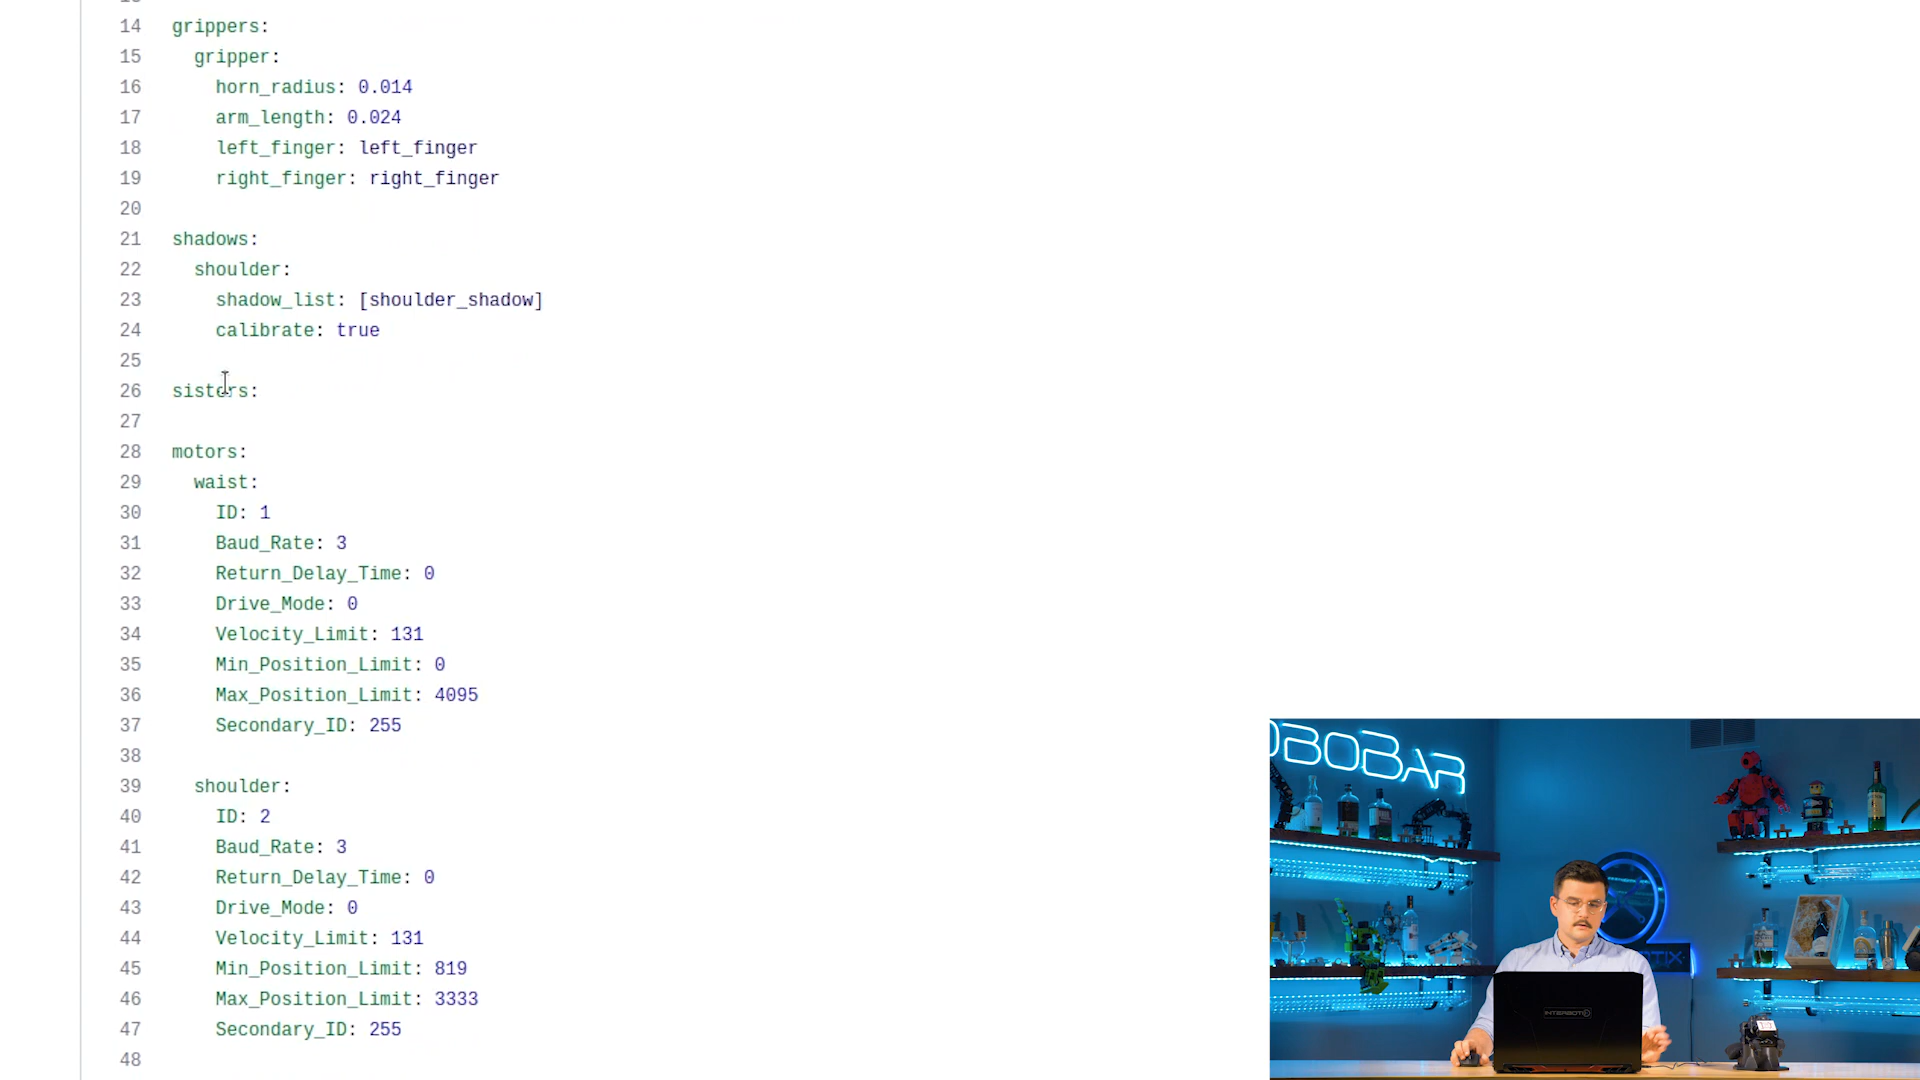 14 grippers:
15 gripper:
16 horn_radius: 0.014
17 arm_length: 0.024
18 left_finger: left_finger
19 right_finger: right_finger
20
21 shadows:
22 shoulder:
23 shadow_list: [shoulder_shadow]
24 calibrate: true
25
26 sisters:
27
28 motors:
29 waist:
30 ID: 1
31 Baud_Rate: 3
32 Return_Delay_Time: 0
33 Drive_Mode: 0
34 Velocity_Limit: 131
35 Min_Position_Limit: 0
36 Max_Position_Limit: 4095
37 Secondary_ID: 255
38
39 shoulder:
40 ID: 2
41 Baud_Rate: 3
42 Return_Delay_Time: 0
43 Drive_Mode: 0
44 Velocity_Limit: 131
45 Min_Position_Limit: 819
46 Max_Position_Limit: 3333
47 Secondary_ID: 255
48
OBOBAR
INTERBOTIX